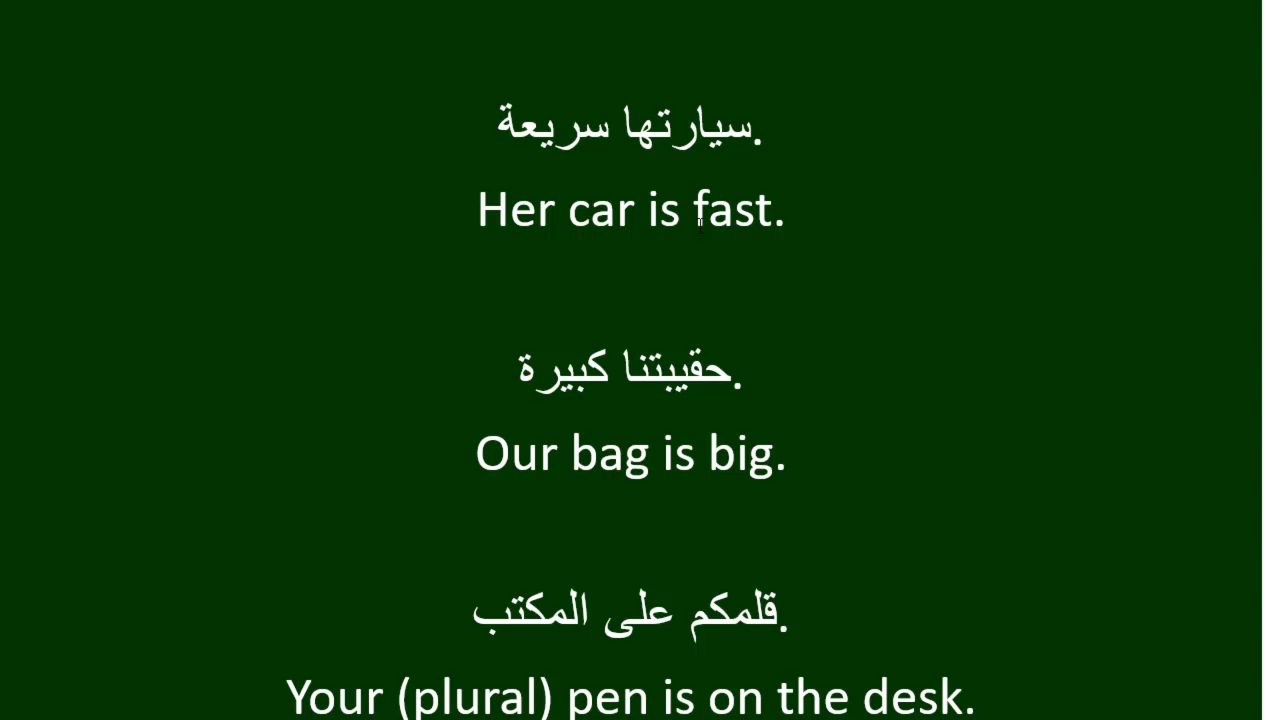 سيارتها سريعة.
Her car is fast.
حقيبتنا كبيرة.
Our bag is big.
قلمكم على المكتب.
Your (plural) pen is on the desk.